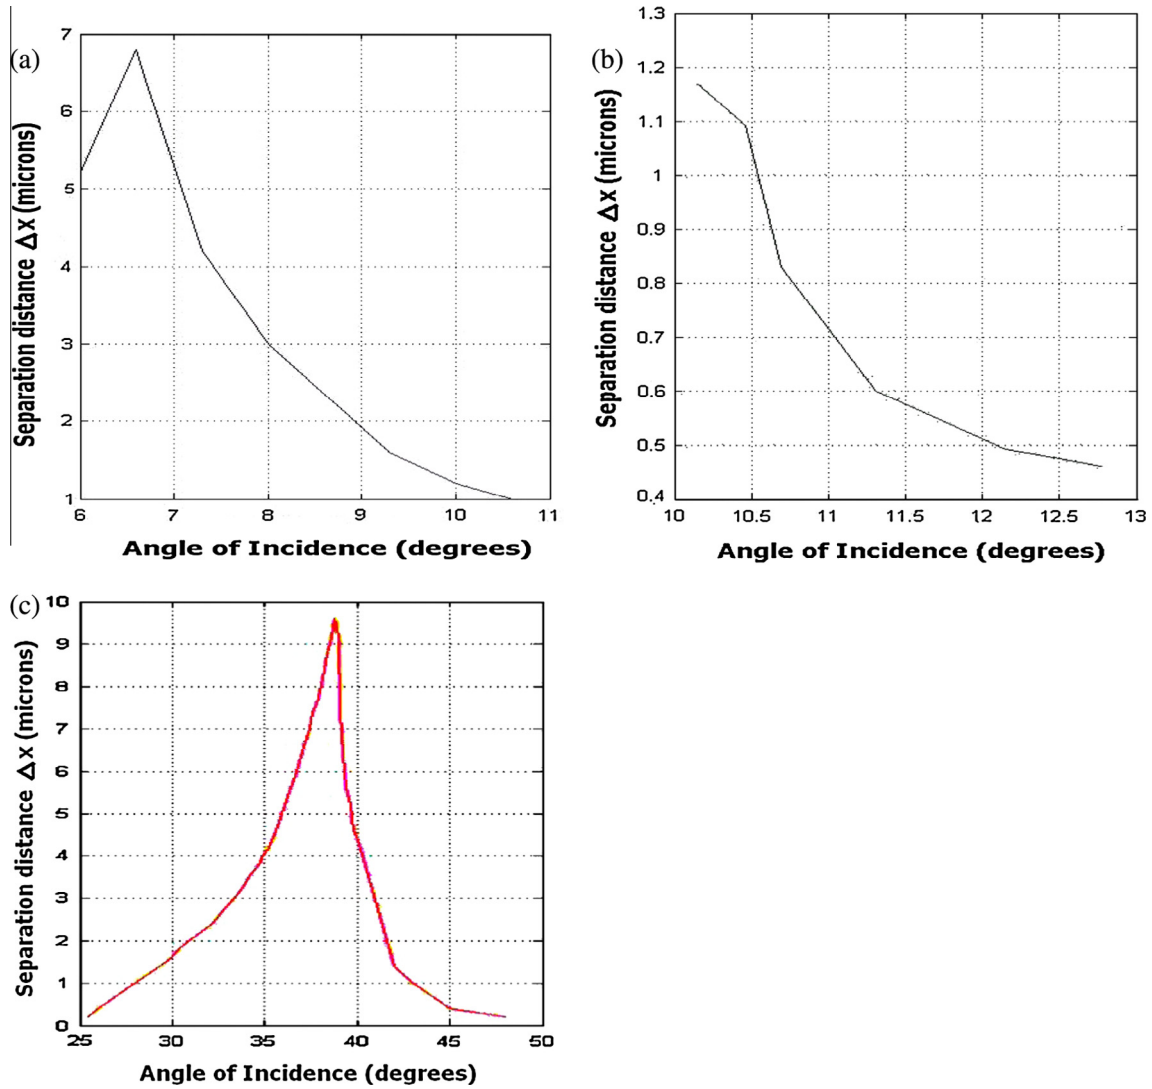 (a)
7
6
5
4
3
2
1
6 7 8 9 10 11
Separation distance Δx (microns)
Angle of Incidence (degrees)
(b)
1.3
1.2
1.1
1
0.9
0.8
0.7
0.6
0.5
0.4
10 10.5 11 11.5 12 12.5 13
Separation distance Δx (microns)
Angle of Incidence (degrees)
(c)
10
9
8
7
6
5
4
3
2
1
0
25 30 35 40 45 50
Separation distance Δx (microns)
Angle of Incidence (degrees)